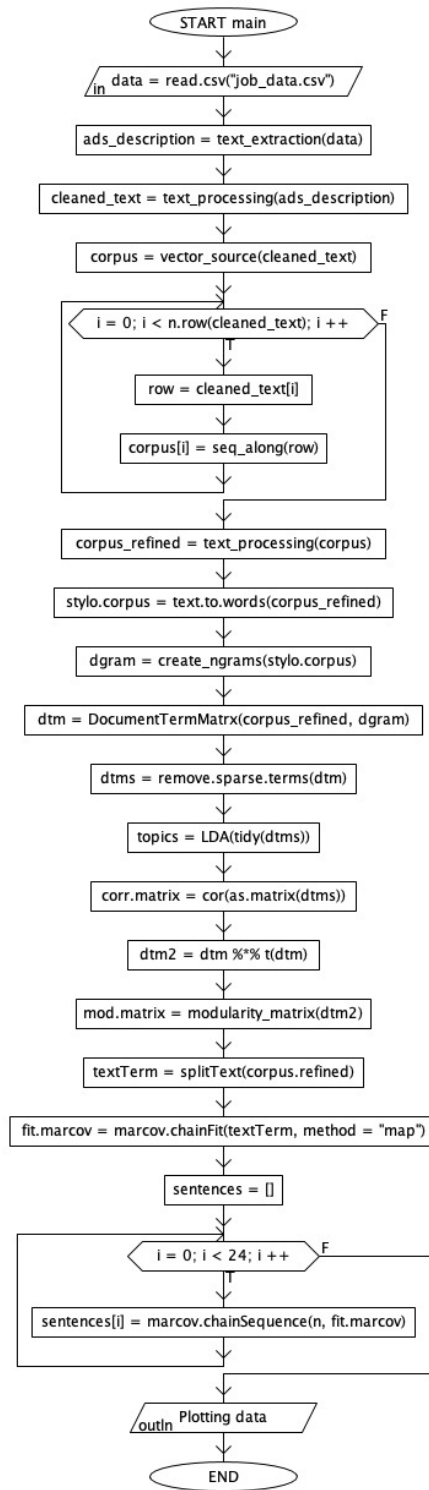 START main
data = read.csv("job_data.csv")
in
ads_description = text_extraction(data)
cleaned_text = text_processing(ads_description)
corpus = vector_source(cleaned_text)
i = 0; i < n.row(cleaned_text); i ++
F
T
row = cleaned_text[i]
corpus[i] = seq_along(row)
corpus_refined = text_processing(corpus)
stylo.corpus = text.to.words(corpus_refined)
dgram = create_ngrams(stylo.corpus)
dtm = DocumentTermMatrx(corpus_refined, dgram)
dtms = remove.sparse.terms(dtm)
topics = LDA(tidy(dtms))
corr.matrix = cor(as.matrix(dtms))
dtm2 = dtm %*% t(dtm)
mod.matrix = modularity_matrix(dtm2)
textTerm = splitText(corpus.refined)
fit.marcov = marcov.chainFit(textTerm, method = "map")
sentences = []
i = 0; i < 24; i ++
F
T
sentences[i] = marcov.chainSequence(n, fit.marcov)
Plotting data
outIn
END